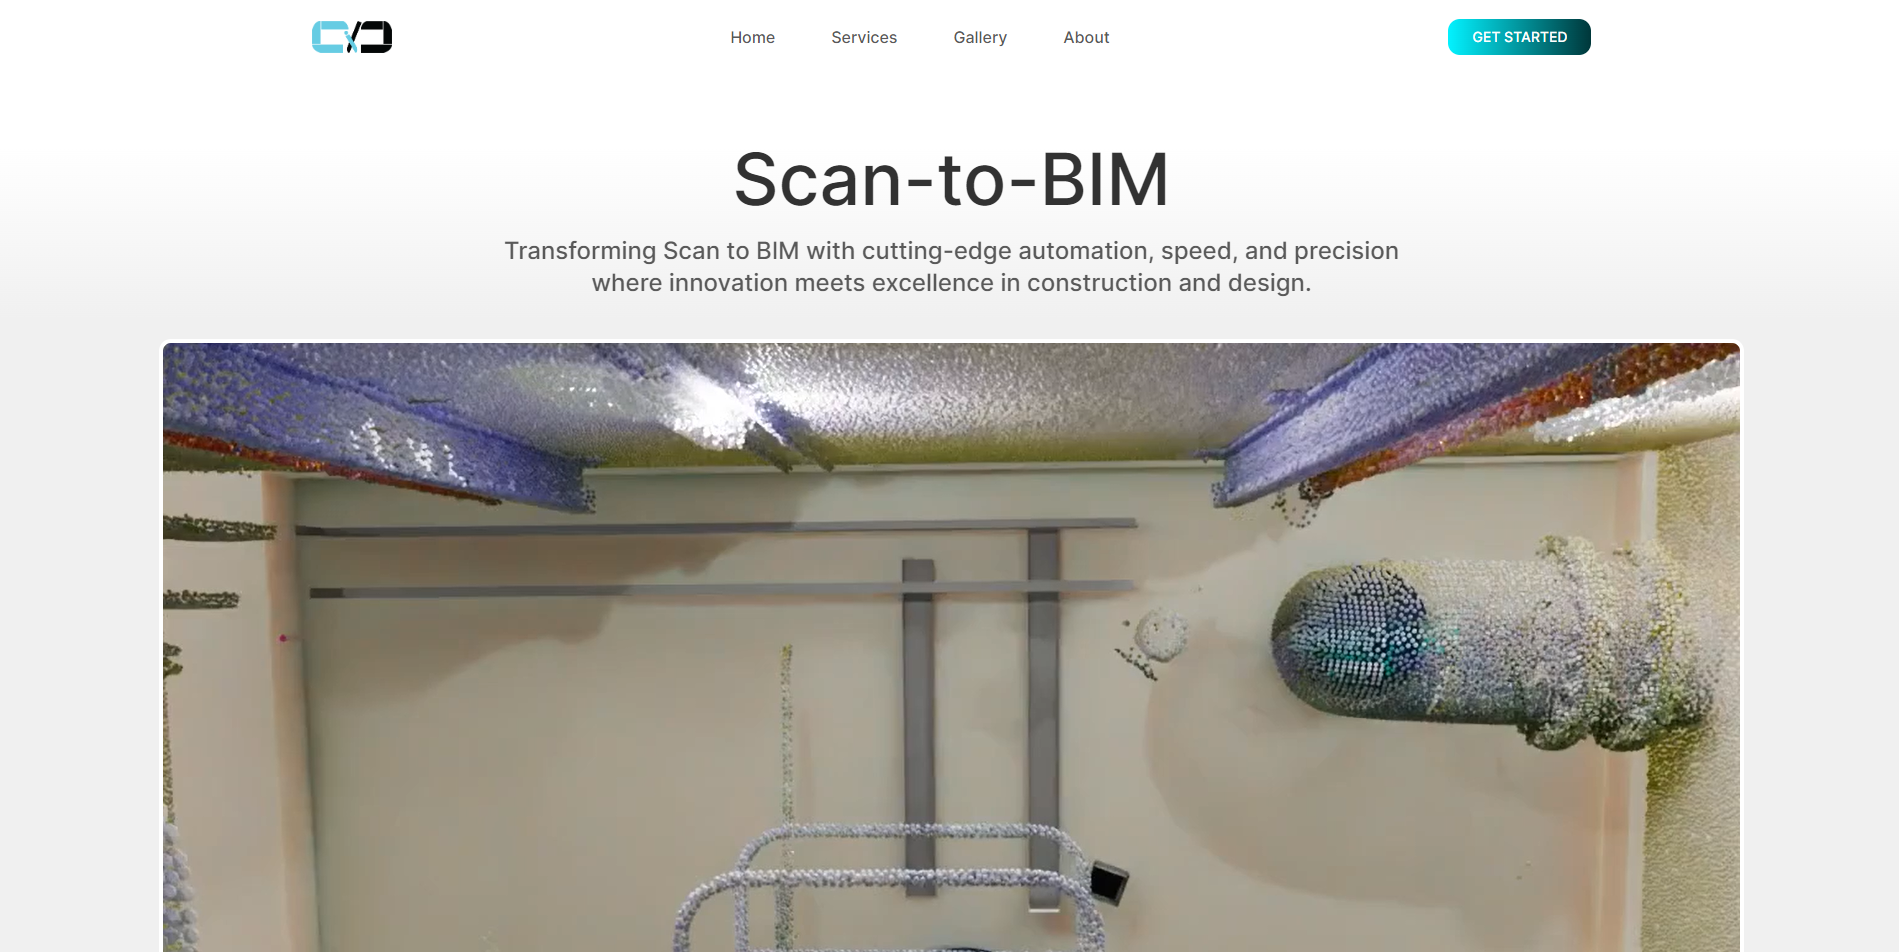 Home
Services
Gallery
About
GET STARTED
Scan-to-BIM
Transforming Scan to BIM with cutting-edge automation, speed, and precision
where innovation meets excellence in construction and design.